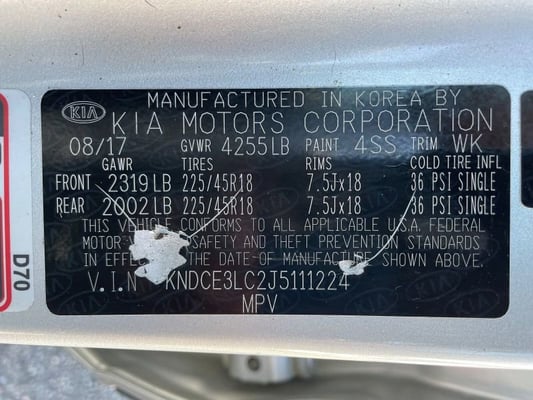 KIA
MANUFACTURED IN KOREA BY
KIA MOTORS CORPORATION
08/17 GVWR 4255LB PAINT 4SS TRIM WK
GAWR TIRES RIMS COLD TIRE INFL
FRONT 2319 LB 225/45R18 7.5Jx18 36 PSI SINGLE
REAR 2002 LB 225/45R18 7.5Jx18 36 PSI SINGLE
THIS VEHICLE CONFORMS TO ALL APPLICABLE U.S.A. FEDERAL
MOTOR SAFETY AND THEFT PREVENTION STANDARDS
IN EFFECT THE DATE OF MANUFACTURE SHOWN ABOVE.
V.I.N KNDCE3LC2J5111224
MPV
D70